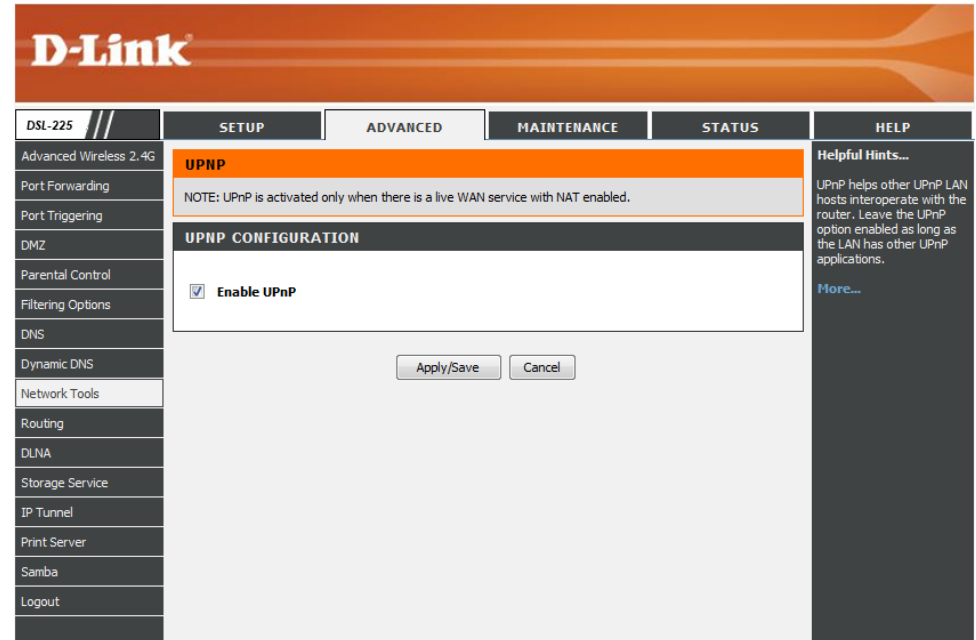 D-Link
DSL-225
SETUP
ADVANCED
MAINTENANCE
STATUS
HELP
Advanced Wireless 2.4G
Port Forwarding
Port Triggering
DMZ
Parental Control
Filtering Options
DNS
Dynamic DNS
Network Tools
Routing
DLNA
Storage Service
IP Tunnel
Print Server
Samba
Logout
UPNP
NOTE: UPnP is activated only when there is a live WAN service with NAT enabled.
UPNP CONFIGURATION
Enable UPnP
Apply/Save
Cancel
Helpful Hints...
UPnP helps other UPnP LAN
hosts interoperate with the
router. Leave the UPnP
option enabled as long as
the LAN has other UPnP
applications.
More...